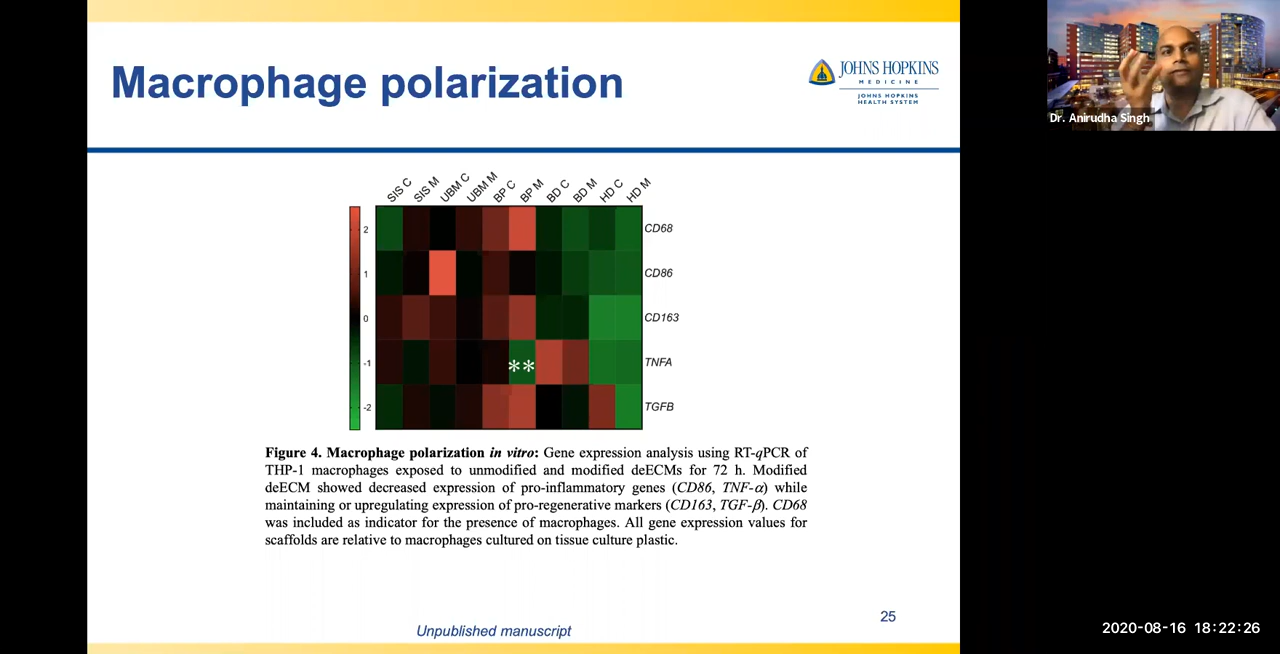 Macrophage polarization
JOHNS HOPKINS
MEDICINE
JOHNS HOPKINS
HEALTH SYSTEM
Dr. Anirudha Singh
SIS C
SIS M
UBM C
UBM M
BP C
BP M
BD C
BD M
HD C
HD M
2
1
0
-1
-2
CD68
CD86
CD163
TNFA
TGFB
**
Figure 4. Macrophage polarization in vitro: Gene expression analysis using RT-qPCR of
THP-1 macrophages exposed to unmodified and modified deECMs for 72 h. Modified
deECM showed decreased expression of pro-inflammatory genes (CD86, TNF-α) while
maintaining or upregulating expression of pro-regenerative markers (CD163, TGF-β). CD68
was included as indicator for the presence of macrophages. All gene expression values for
scaffolds are relative to macrophages cultured on tissue culture plastic.
25
Unpublished manuscript
2020-08-16 18:22:26